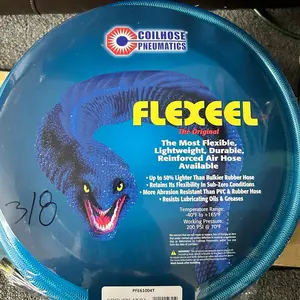 COILHOSE
PNEUMATICS
FLEXEEL
The Original
The Most Flexible,
Lightweight, Durable,
Reinforced Air Hose
Available
• Up to 50% Lighter Than Bulkier Rubber Hose
• Retains Its Flexibility in Sub-Zero Conditions
• More Abrasion Resistant Than PVC & Rubber Hose
• Resists Lubricating Oils & Greases
Temperature Range:
-40°F to +165°F
Working Pressure:
200 PSI @ 70°F
3/8
PFE61004T